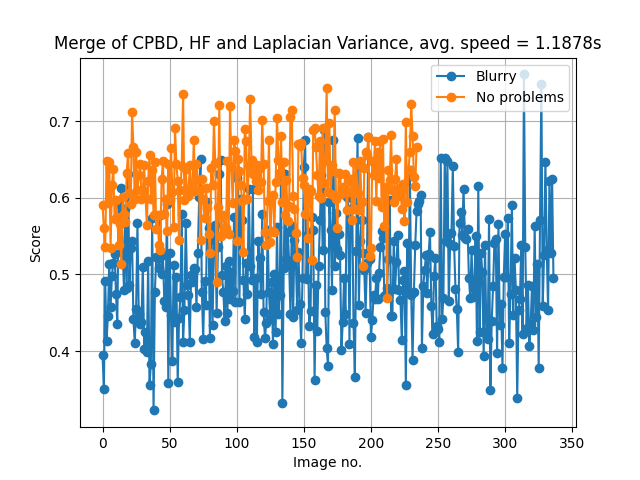 Merge of CPBD, HF and Laplacian Variance, avg. speed = 1.1878s
Blurry
No problems
0.7
0.6
0.5
0.4
Score
0 50 100 150 200 250 300 350
Image no.